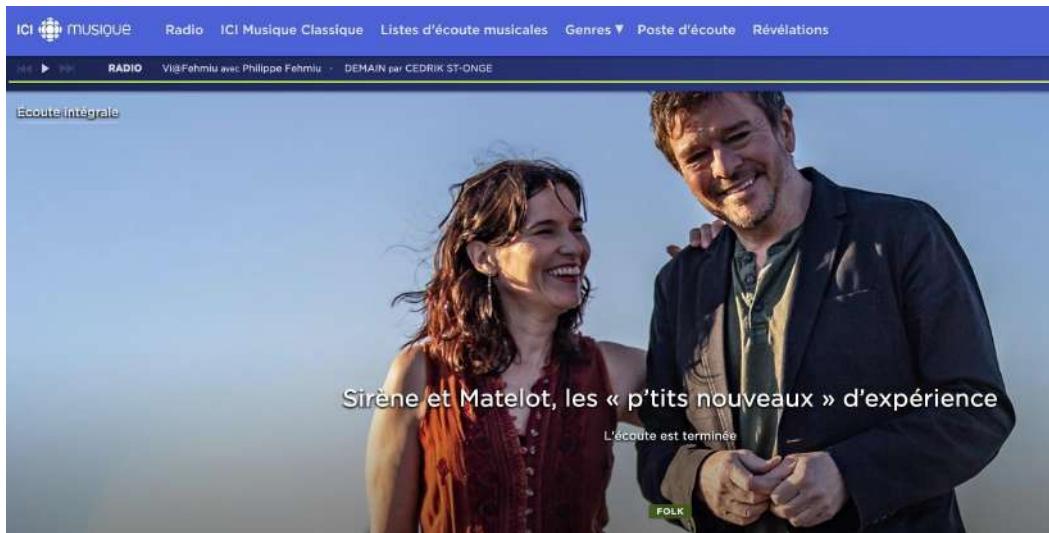 ICI musique Radio ICI Musique Classique Listes d'écoute musicales Genres ▼ Poste d'écoute Révélations
RADIO Vi@Fehmiu avec Philippe Fehmiu - DEMAIN par CEDRIK ST-ONGE
Écoute intégrale
Sirène et Matelot, les « p'tits nouveaux » d'expérience
L'écoute est terminée
FOLK